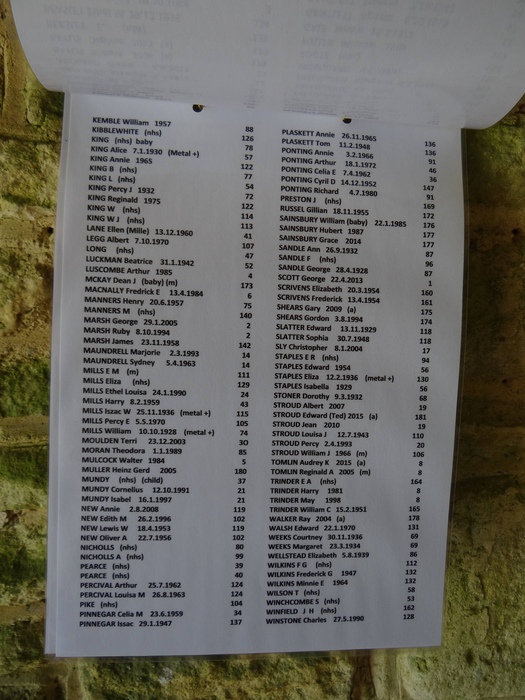 KEMBLE William 1957 88
KIBBLEWHITE (nhs) 126
KING (nhs) baby 78
KING Alice 7.1.1930 (Metal +) 57
KING Annie 1965 122
KING B (nhs) 77
KING L (nhs) 54
KING Percy J 1932 72
KING Reginald 1975 122
KING W (nhs) 114
KING W J (nhs) 113
LANE Ellen (Mille) 13.12.1960 41
LEGG Albert 7.10.1970 107
LONG (nhs) 47
LUCKMAN Beatrice 31.1.1942 52
LUSCOMBE Arthur 1985 4
MCKAY Dean J (baby) (m) 173
MACNALLY Fredrick E 13.4.1984 6
MANNERS Henry 20.6.1957 75
MANNERS M (nhs) 140
MARSH George 29.1.2005 2
MARSH Ruby 8.10.1994 2
MARSH James 23.11.1958 142
MAUNDRELL Marjorie 2.3.1993 14
MAUNDRELL Sydney 5.4.1963 14
MILLS E M (m) 111
MILLS Eliza (nhs) 129
MILLS Ethel Louisa 24.1.1990 24
MILLS Harry 8.2.1959 43
MILLS Izac W 25.11.1936 (metal +) 115
MILLS Percy E 5.5.1970 105
MILLS William 10.10.1928 (metal +) 74
MOULDEN Terri 23.12.2003 30
MORAN Theodora 1.1.1989 85
MULCOCK Walter 1984 5
MULLER Heinz Gerd 2005 180
MUNDY (nhs) (child) 37
MUNDY Cornelius 12.10.1991 21
MUNDY Isabel 16.1.1997 21
NEW Annie 2.8.2008 119
NEW Edith M 26.2.1996 102
NEW Lewis W 18.4.1953 119
NEW Oliver A 22.7.1956 102
NICHOLLS (nhs) 80
NICHOLLS A (nhs) 99
PEARCE (nhs) 39
PEARCE (nhs) 40
PERCIVAL Arthur 25.7.1962 124
PERCIVAL Louisa M 26.8.1963 124
PIKE (nhs) 104
PINNEGAR Celia M 23.6.1959 34
PINNEGAR Issac 29.1.1947 137
PLASKETT Annie 26.11.1965 136
PLASKETT Tom 11.2.1948 136
PONTING Annie 3.2.1966 91
PONTING Arthur 18.1.1972 46
PONTING Celia E 7.4.1962 36
PONTING Cyril D 14.12.1952 147
PONTING Richard 4.7.1980 91
PRESTON J (nhs) 169
RUSSEL Gillian 18.11.1955 172
SAINSBURY William (baby) 22.1.1985 176
SAINSBURY Hubert 1987 177
SAINSBURY Grace 2014 177
SANDLE Ann 26.9.1932 87
SANDLE F (nhs) 96
SANDLE George 28.4.1928 87
SCOTT George 22.4.2013 1
SCRIVENS Elizabeth 20.3.1954 160
SCRIVENS Frederick 13.4.1954 161
SHEARS Gary 2009 (a) 175
SHEARS Gordon 3.8.1994 174
SLATTER Edward 13.11.1929 118
SLATTER Sophia 30.7.1948 118
SLY Christopher 8.1.2004 17
STAPLES E R (nhs) 94
STAPLES Edward 1954 56
STAPLES Eliza 12.2.1936 (metal +) 130
STAPLES Isabella 1929 56
STONER Dorothy 9.3.1932 68
STROUD Albert 2007 19
STROUD Edward (Ted) 2015 (a) 181
STROUD Jean 2010 19
STROUD Louisa J 12.7.1943 110
STROUD Percy 2.4.1993 20
STROUD William J 1966 (m) 106
TOMLIN Audrey K 2015 (a) 8
TOMLIN Reginald A 2005 (m) 8
TRINDER E A (nhs) 164
TRINDER Harry 1981 8
TRINDER May 1998 8
TRINDER William C 15.2.1951 165
WALKER Ray 2004 (a) 178
WALSH Edward 22.1.1970 131
WEEKS Courtney 30.11.1936 69
WEEKS Margaret 23.3.1934 69
WELLSTEAD Elizabeth 5.8.1939 86
WILKINS F G (nhs) 112
WILKINS Frederick G 1947 132
WILKINS Minnie E 1964 132
WILSON T (nhs) 58
WINCHCOMBE S (nhs) 53
WINFIELD J H (nhs) 162
WINSTONE Charles 27.5.1990 128